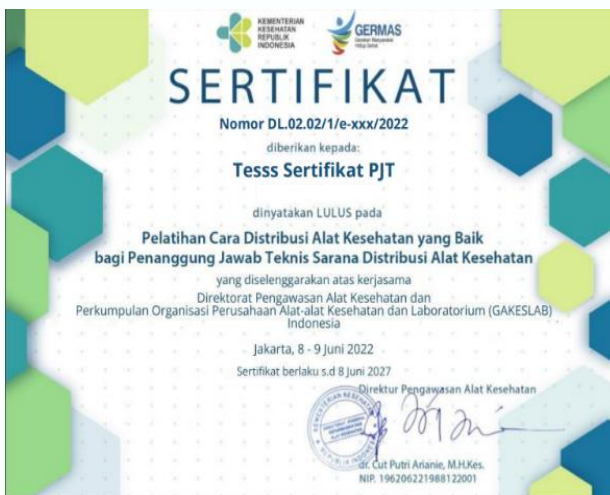 KEMENTERIAN
KESEHATAN
REPUBLIK
INDONESIA
GERMAS
Gerakan Masyarakat
Hidup Sehat
SERTIFIKAT
Nomor DL.02.02/1/e-xxx/2022
diberikan kepada:
Tesss Sertifikat PJT
dinyatakan LULUS pada
Pelatihan Cara Distribusi Alat Kesehatan yang Baik
bagi Penanggung Jawab Teknis Sarana Distribusi Alat Kesehatan
yang diselenggarakan atas kerjasama
Direktorat Pengawasan Alat Kesehatan dan
Perkumpulan Organisasi Perusahaan Alat-alat Kesehatan dan Laboratorium (GAKESLAB)
Indonesia
Jakarta, 8 - 9 Juni 2022
Sertifikat berlaku s.d 8 Juni 2027
Direktur Pengawasan Alat Kesehatan
dr. Cut Putri Arianie, M.H.Kes.
NIP. 196206221988122001